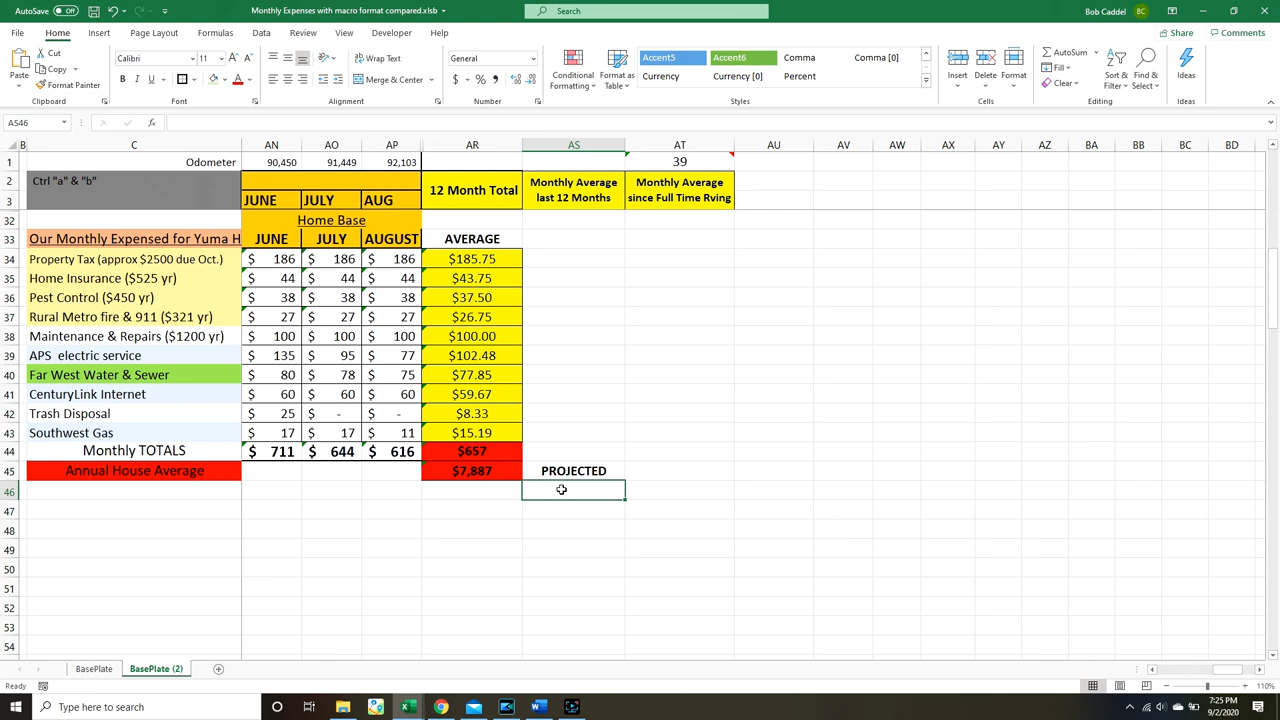 AutoSave Off Monthly Expenses with macro format compared.xlsb Search Bob Caddel BC
File Home Insert Page Layout Formulas Data Review View Developer Help Share Comments
Paste Cut Copy Format Painter Clipboard
Calibri 11 B I U Font
Wrap Text Merge & Center Alignment
General $ % Number
Conditional Formatting Format as Table
Accent5 Accent6 Comma Comma [0]
Currency Currency [0] Percent
Styles
Insert Delete Format Cells
AutoSum Fill Clear Sort & Filter Find & Select Editing
Ideas Ideas
AS46 fx
B C AN AO AP AR AS AT AU AV AW AX AY AZ BA BB BC BD
1 Odometer 90,450 91,449 92,103 39
2 Ctrl "a" & "b" 12 Month Total Monthly Average last 12 Months Monthly Average since Full Time Rving
3 JUNE JULY AUG
32 Home Base
33 Our Monthly Expensed for Yuma H JUNE JULY AUGUST AVERAGE
34 Property Tax (approx $2500 due Oct.) $ 186 $ 186 $ 186 $185.75
35 Home Insurance ($525 yr) $ 44 $ 44 $ 44 $43.75
36 Pest Control ($450 yr) $ 38 $ 38 $ 38 $37.50
37 Rural Metro fire & 911 ($321 yr) $ 27 $ 27 $ 27 $26.75
38 Maintenance & Repairs ($1200 yr) $ 100 $ 100 $ 100 $100.00
39 APS electric service $ 135 $ 95 $ 77 $102.48
40 Far West Water & Sewer $ 80 $ 78 $ 75 $77.85
41 CenturyLink Internet $ 60 $ 60 $ 60 $59.67
42 Trash Disposal $ 25 $ - $ - $8.33
43 Southwest Gas $ 17 $ 17 $ 11 $15.19
44 Monthly TOTALS $ 711 $ 644 $ 616 $657
45 Annual House Average $7,887 PROJECTED
46
47
48
49
50
51
52
53
54
BasePlate BasePlate (2)
Ready 110%
Type here to search 7:25 PM
9/2/2020